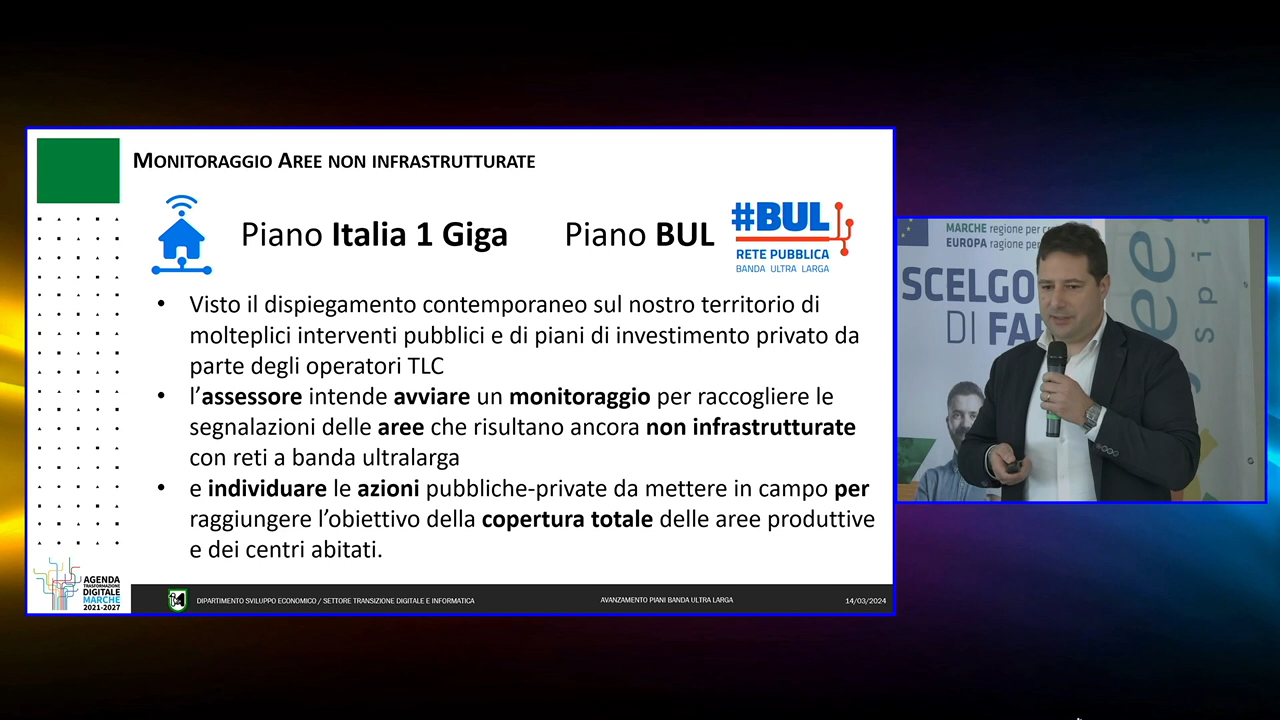 MONITORAGGIO AREE NON INFRASTRUTTURATE
Piano Italia 1 Giga
Piano BUL
#BUL
RETE PUBBLICA
BANDA ULTRA LARGA
• Visto il dispiegamento contemporaneo sul nostro territorio di
molteplici interventi pubblici e di piani di investimento privato da
parte degli operatori TLC
• l'assessore intende avviare un monitoraggio per raccogliere le
segnalazioni delle aree che risultano ancora non infrastrutturate
con reti a banda ultralarga
• e individuare le azioni pubbliche-private da mettere in campo per
raggiungere l'obiettivo della copertura totale delle aree produttive
e dei centri abitati.
AGENDA
TRASFORMAZIONE
DIGITALE
MARCHE
2021-2027
DIPARTIMENTO SVILUPPO ECONOMICO / SETTORE TRANSIZIONE DIGITALE E INFORMATICA
AVANZAMENTO PIANI BANDA ULTRA LARGA
14/03/2024
MARCHE regione per
EUROPA ragione per
SCELGO
DI FA
ee
spi